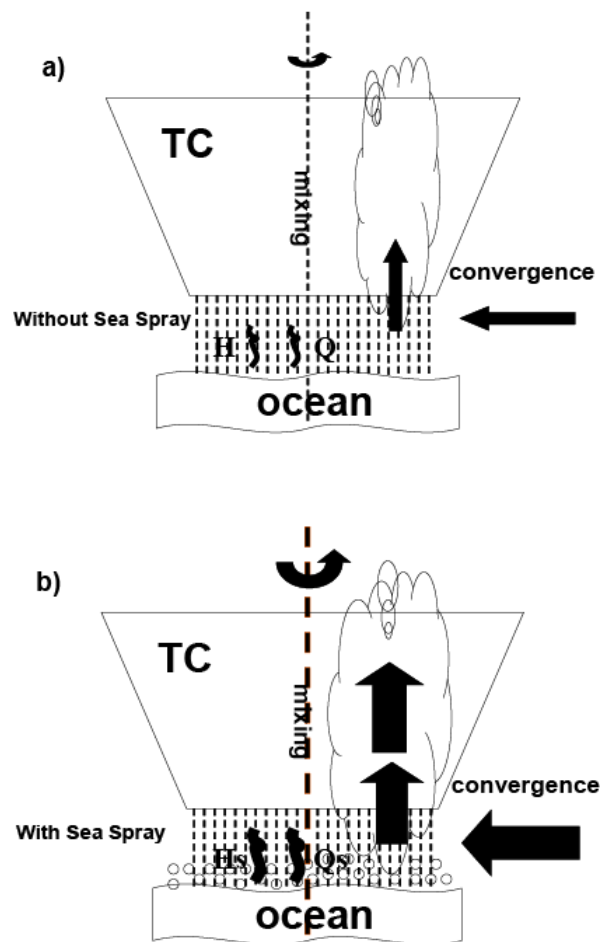 a)
TC
mixing
convergence
Without Sea Spray
H Q
ocean
b)
TC
mixing
convergence
With Sea Spray
Hs Qs
ocean